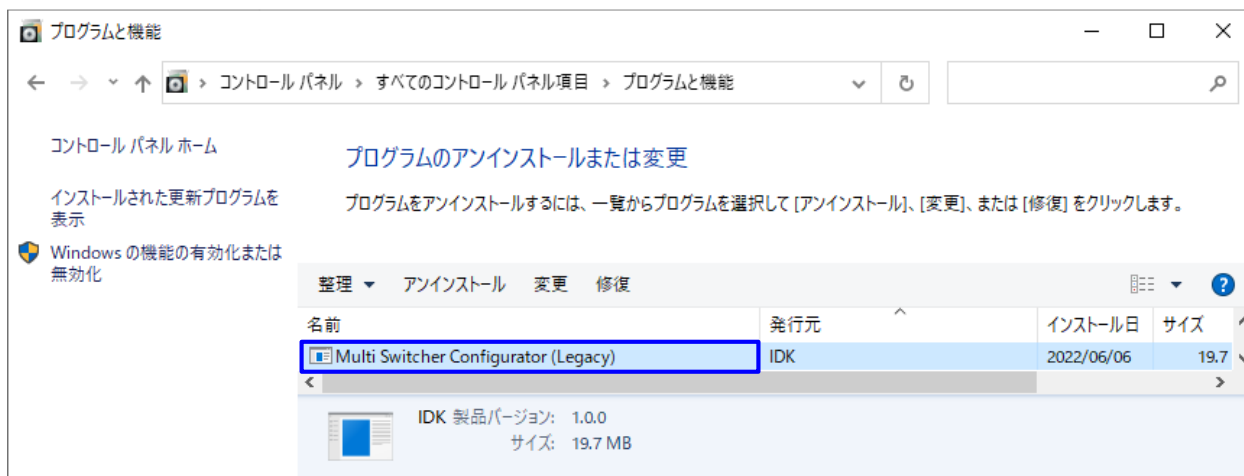 プログラムと機能
コントロール パネル › すべてのコントロール パネル項目 › プログラムと機能
コントロール パネル ホーム
インストールされた更新プログラムを
表示
Windows の機能の有効化または
無効化
プログラムのアンインストールまたは変更
プログラムをアンインストールするには、一覧からプログラムを選択して [アンインストール]、[変更]、または [修復] をクリックします。
整理 アンインストール 変更 修復
名前 発行元 インストール日 サイズ
Multi Switcher Configurator (Legacy) IDK 2022/06/06 19.7
IDK 製品バージョン: 1.0.0
サイズ: 19.7 MB